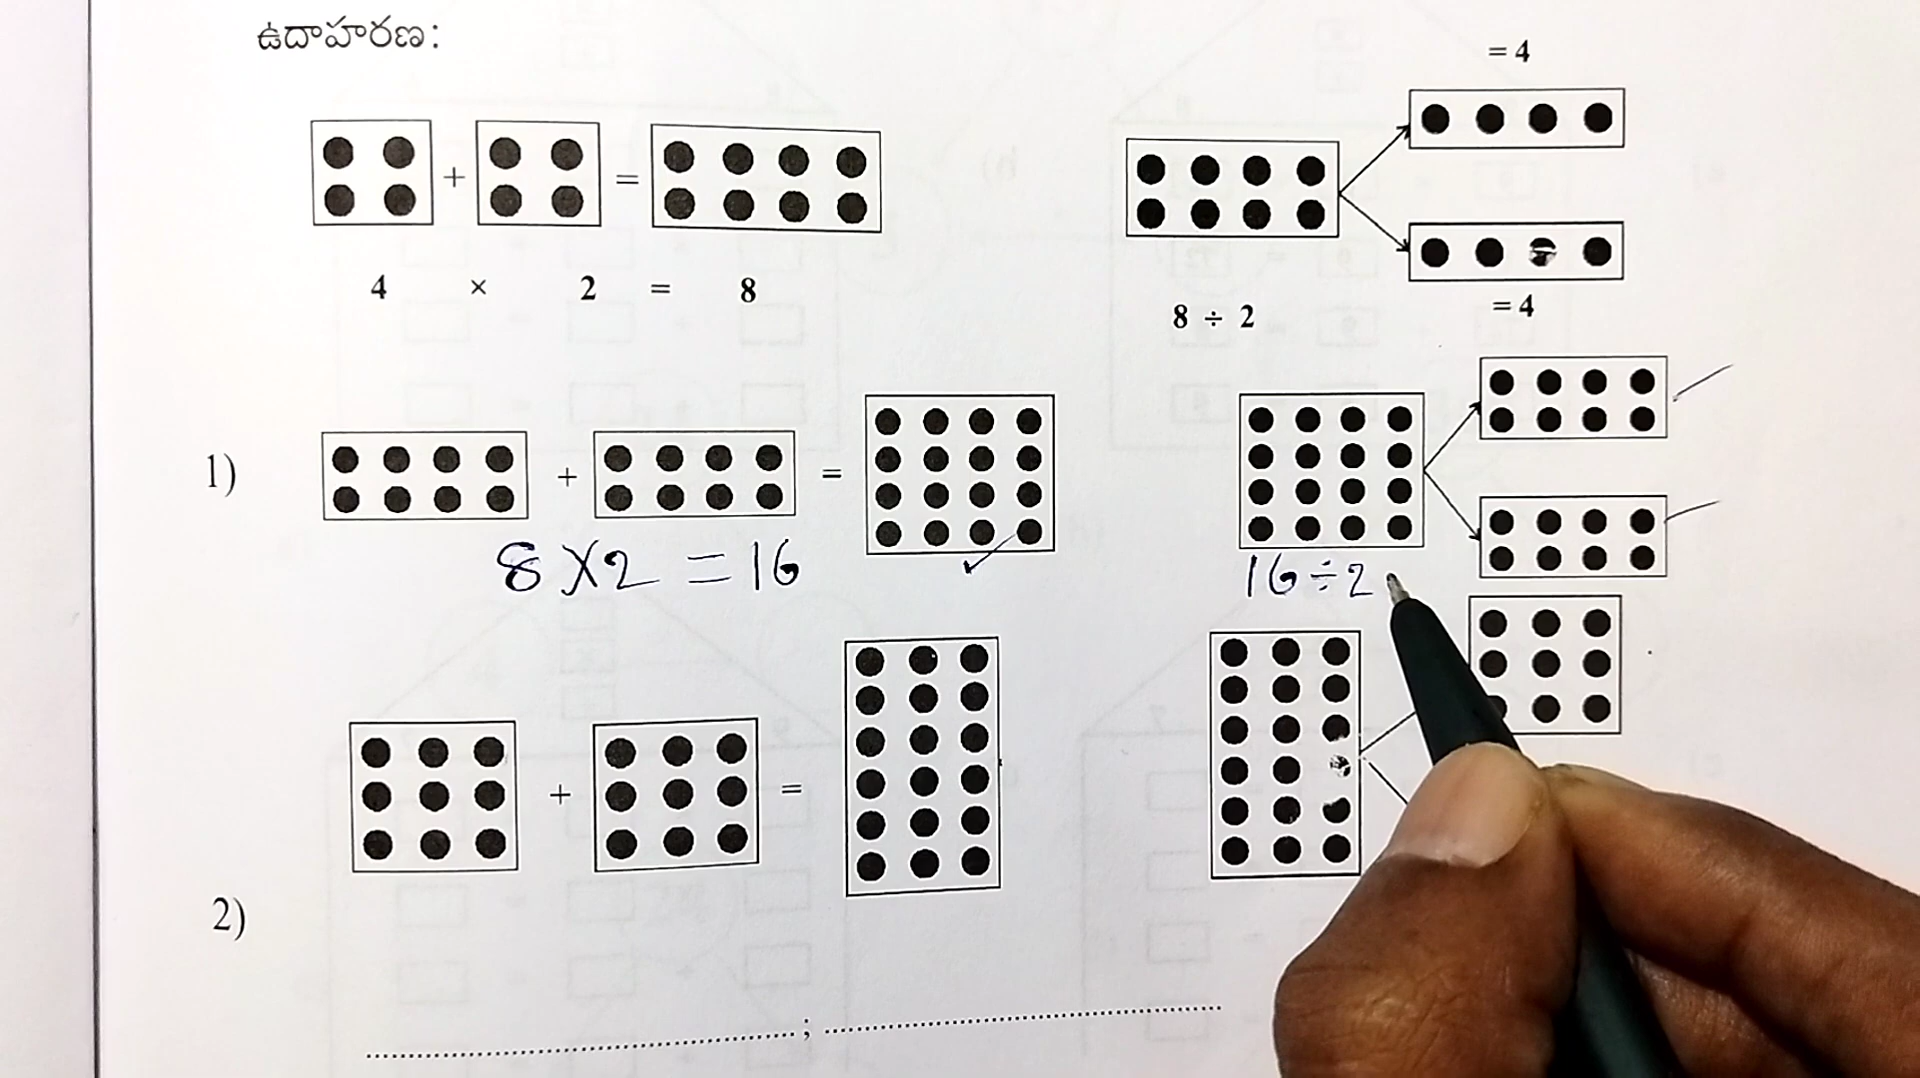 ఉదాహరణ:
= 4
+ =
4 × 2 = 8
8 ÷ 2
= 4
1)
+ =
8 X 2 = 16
16 ÷ 2
+ =
2)
;